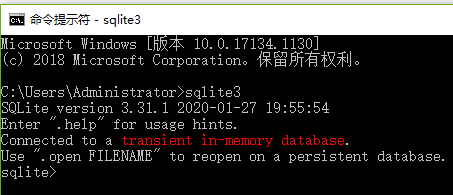 命令提示符 - sqlite3
Microsoft Windows [版本 10.0.17134.1130]
(c) 2018 Microsoft Corporation。保留所有权利。
C:\Users\Administrator>sqlite3
SQLite version 3.31.1 2020-01-27 19:55:54
Enter ".help" for usage hints.
Connected to a transient in-memory database.
Use ".open FILENAME" to reopen on a persistent database.
sqlite>